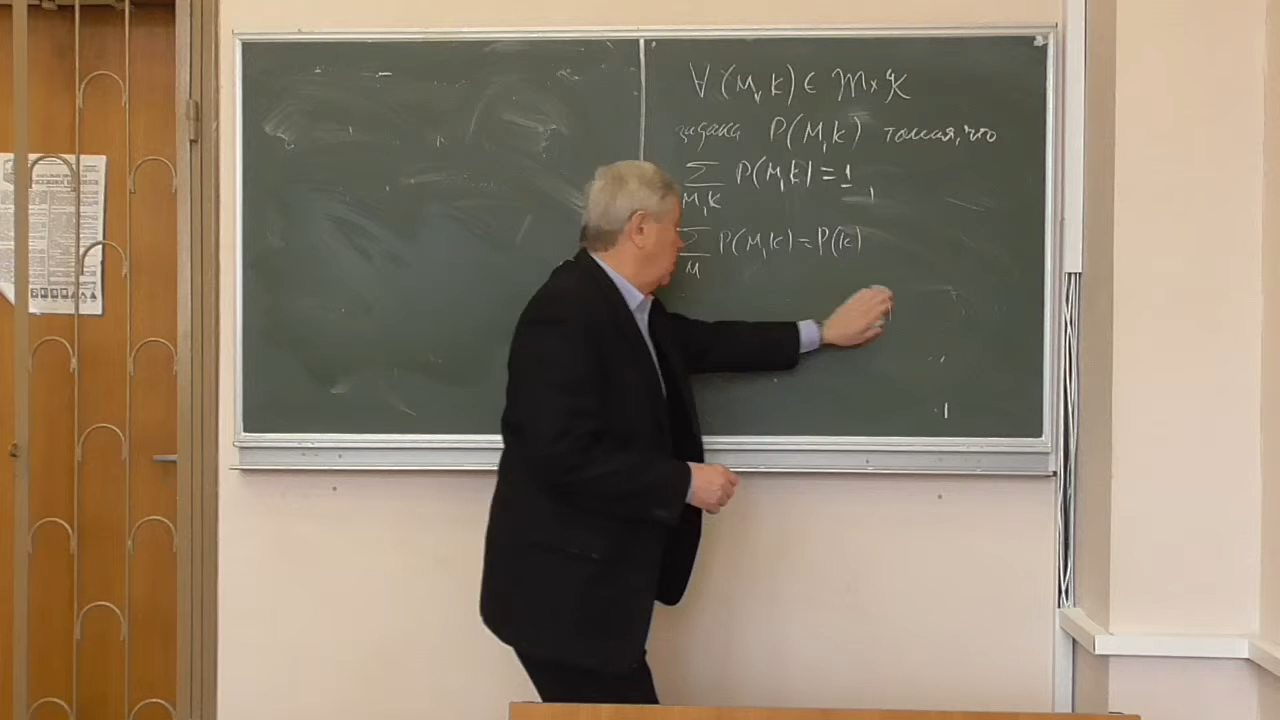 ∀ (M, K) ∈ 𝓜 × 𝓚
задана P(M, K) такая, что
∑ P(M, K) = 1,
M, K
∑ P(M, K) = P(K)
M